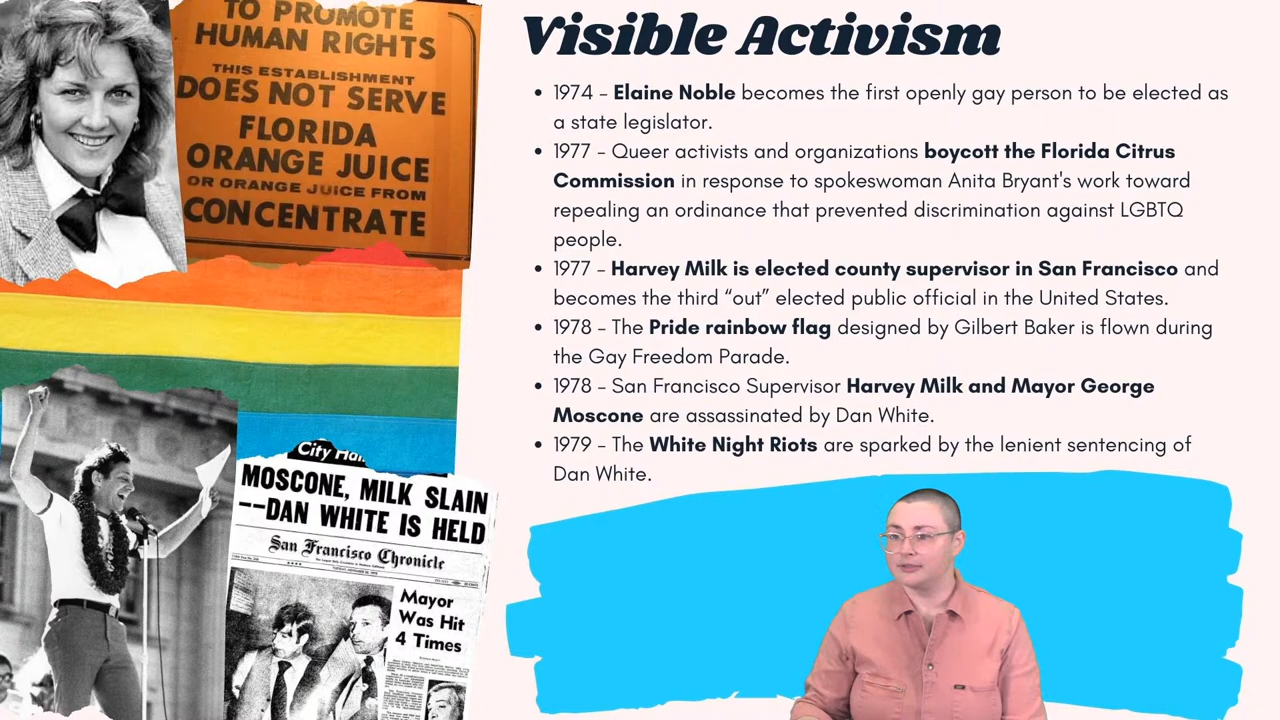 TO PROMOTE
HUMAN RIGHTS
THIS ESTABLISHMENT
DOES NOT SERVE
FLORIDA
ORANGE JUICE
OR ORANGE JUICE FROM
CONCENTRATE
Visible Activism
• 1974 – Elaine Noble becomes the first openly gay person to be elected as
a state legislator.
• 1977 – Queer activists and organizations boycott the Florida Citrus
Commission in response to spokeswoman Anita Bryant's work toward
repealing an ordinance that prevented discrimination against LGBTQ
people.
• 1977 – Harvey Milk is elected county supervisor in San Francisco and
becomes the third “out” elected public official in the United States.
• 1978 – The Pride rainbow flag designed by Gilbert Baker is flown during
the Gay Freedom Parade.
• 1978 – San Francisco Supervisor Harvey Milk and Mayor George
Moscone are assassinated by Dan White.
• 1979 – The White Night Riots are sparked by the lenient sentencing of
Dan White.
City
MOSCONE, MILK SLAIN
--DAN WHITE IS HELD
San Francisco Chronicle
Mayor
Was Hit
4 Times